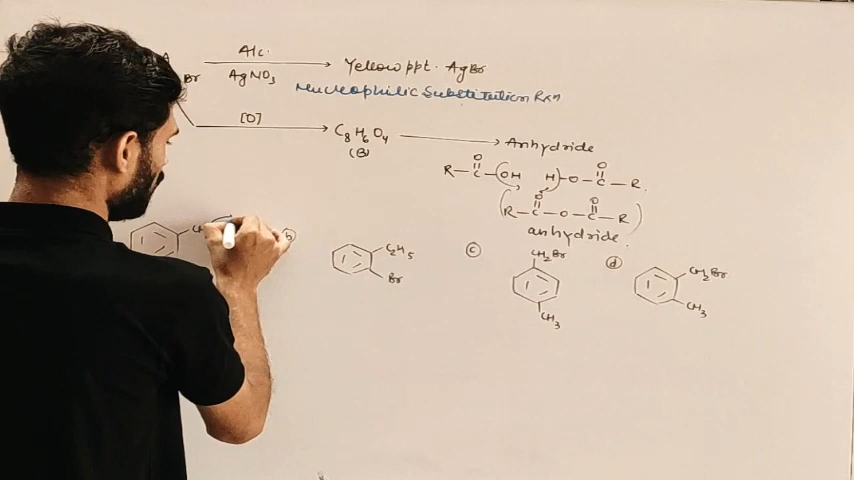 Alc.
Br AgNO3 Yellow ppt. AgBr
Nucleophilic Substitution Rxn
[O] C8H6O4 Anhydride
(B)
R-C-OH H-O-C-R.
O O
(R-C-O-C-R)
O O
anhydride.
(b) C2H5
Br
(c) CH2Br
CH3
(d) CH2Br
CH3